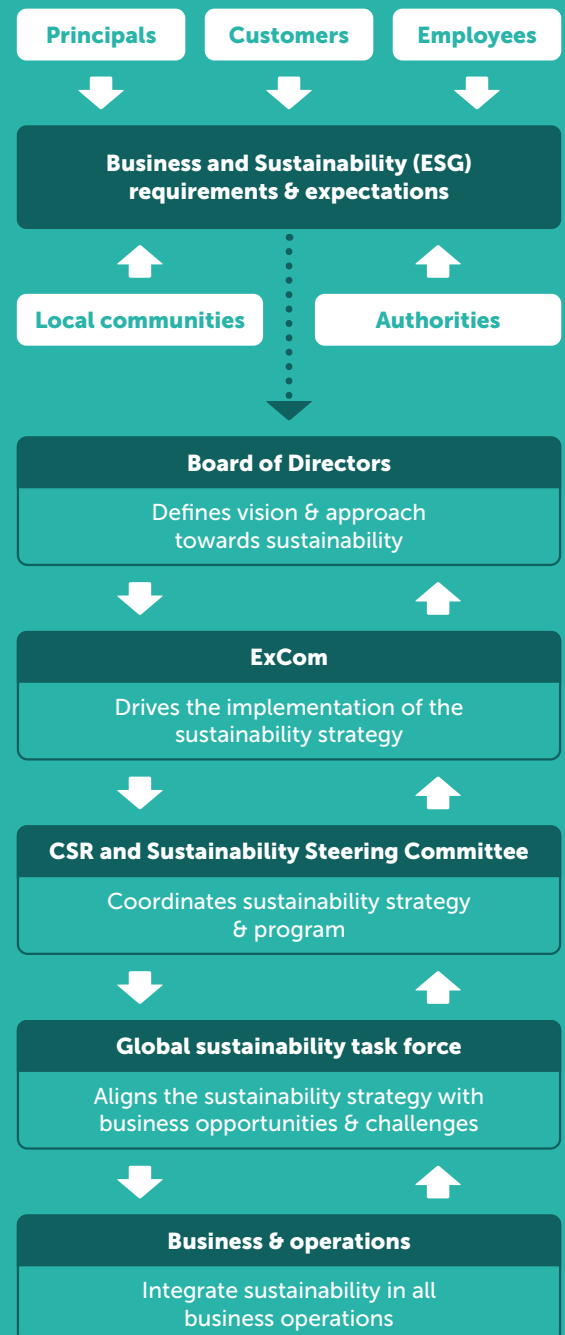 Principals
Customers
Employees
Business and Sustainability (ESG)
requirements & expectations
Local communities
Authorities
Board of Directors
Defines vision & approach
towards sustainability
ExCom
Drives the implementation of the
sustainability strategy
CSR and Sustainability Steering Committee
Coordinates sustainability strategy
& program
Global sustainability task force
Aligns the sustainability strategy with
business opportunities & challenges
Business & operations
Integrate sustainability in all
business operations